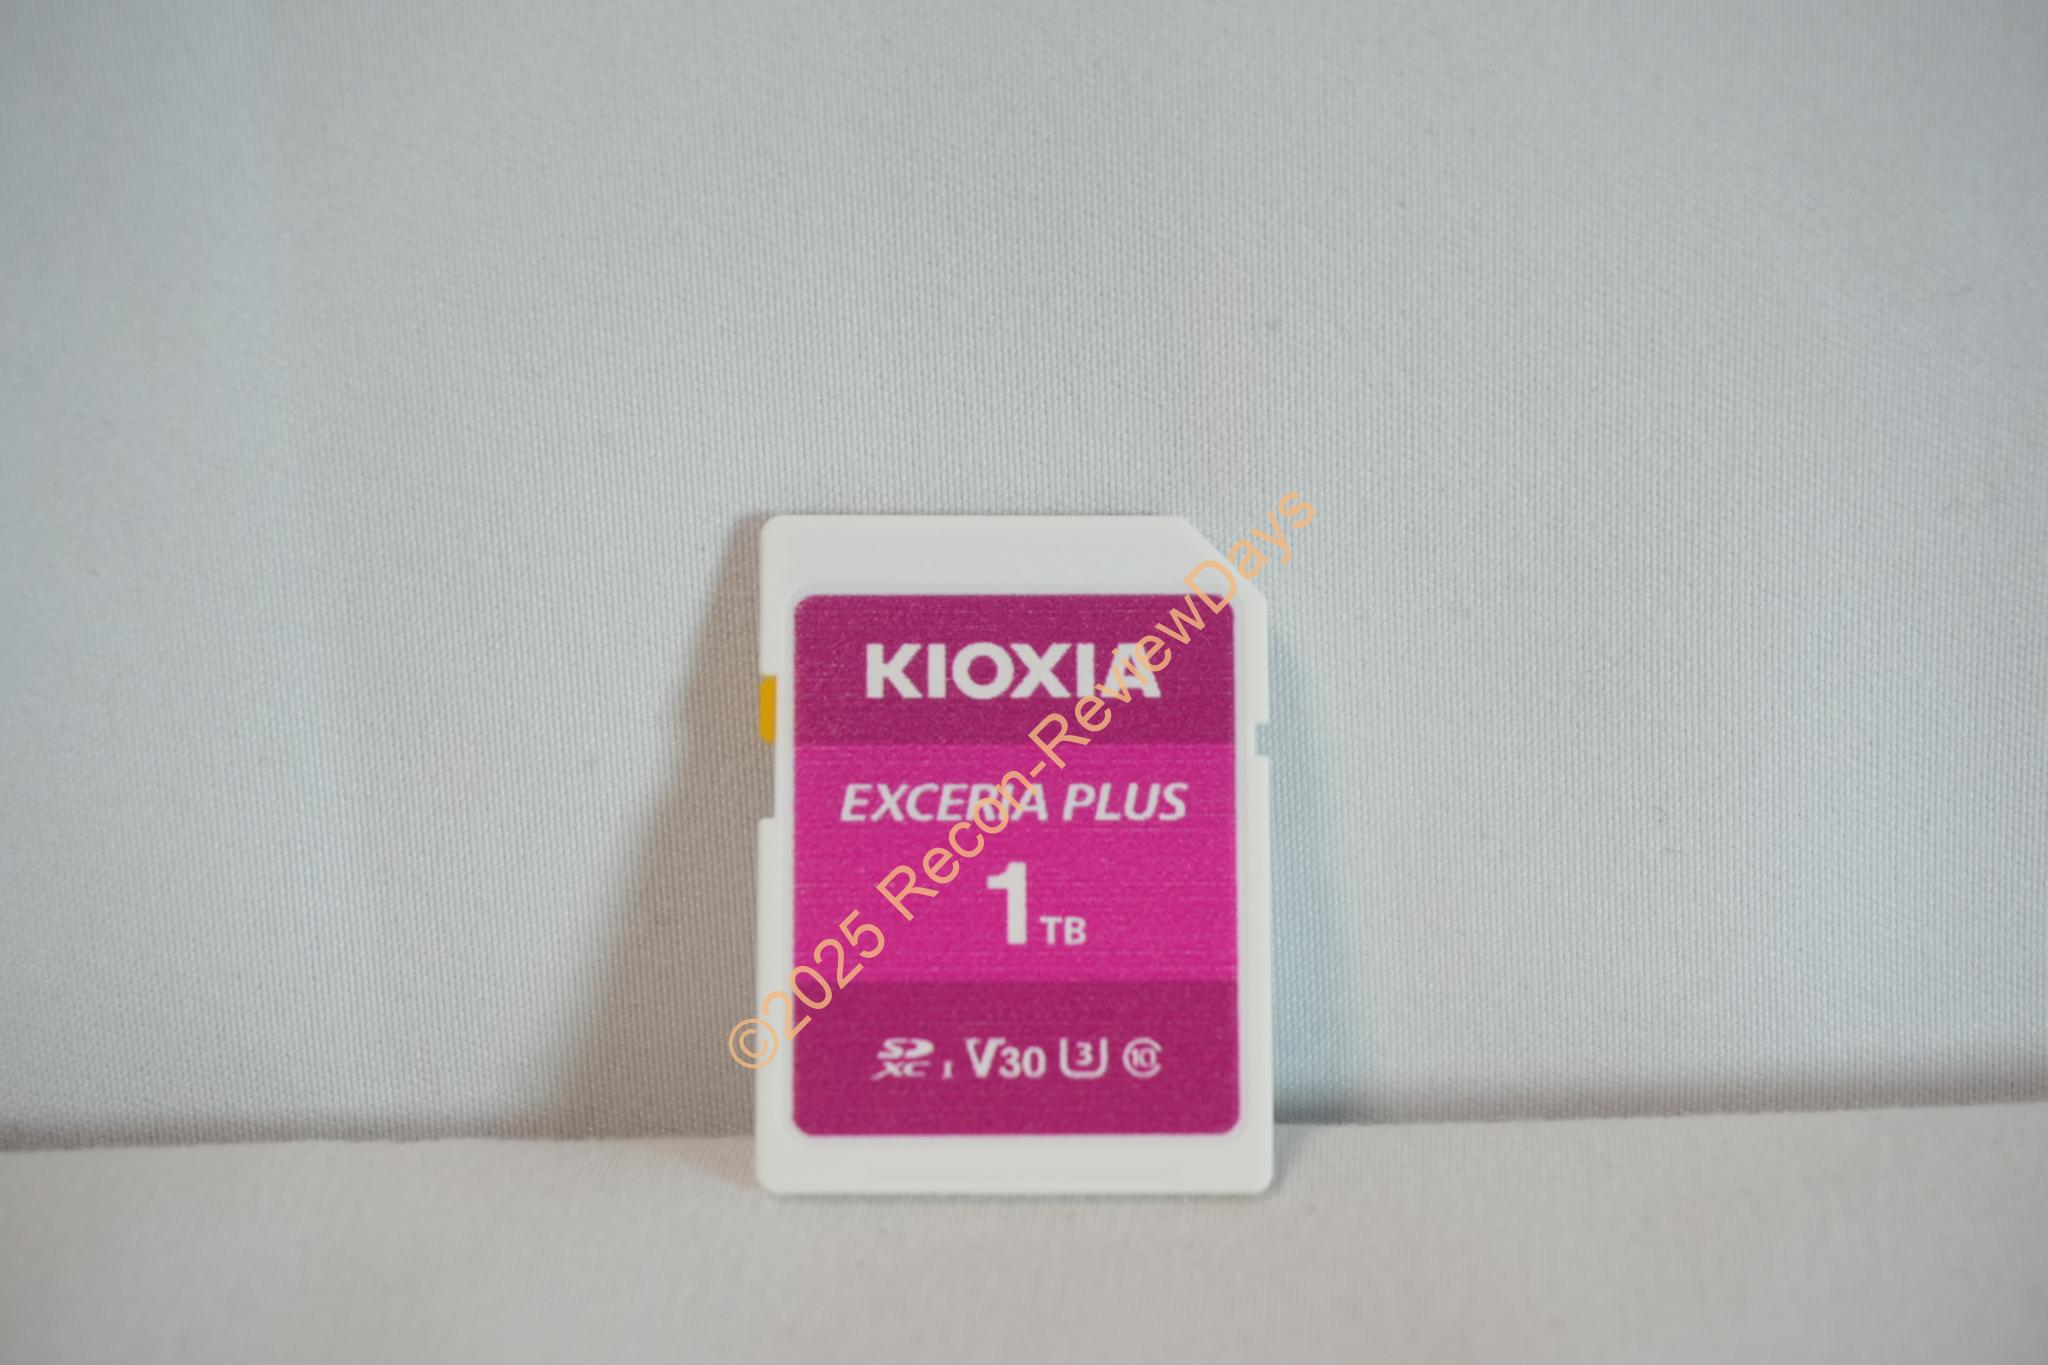 KIOXIA
EXCERIA PLUS
1TB
SDXC I V30 U3 10
©2025 Recon-ReviewDays